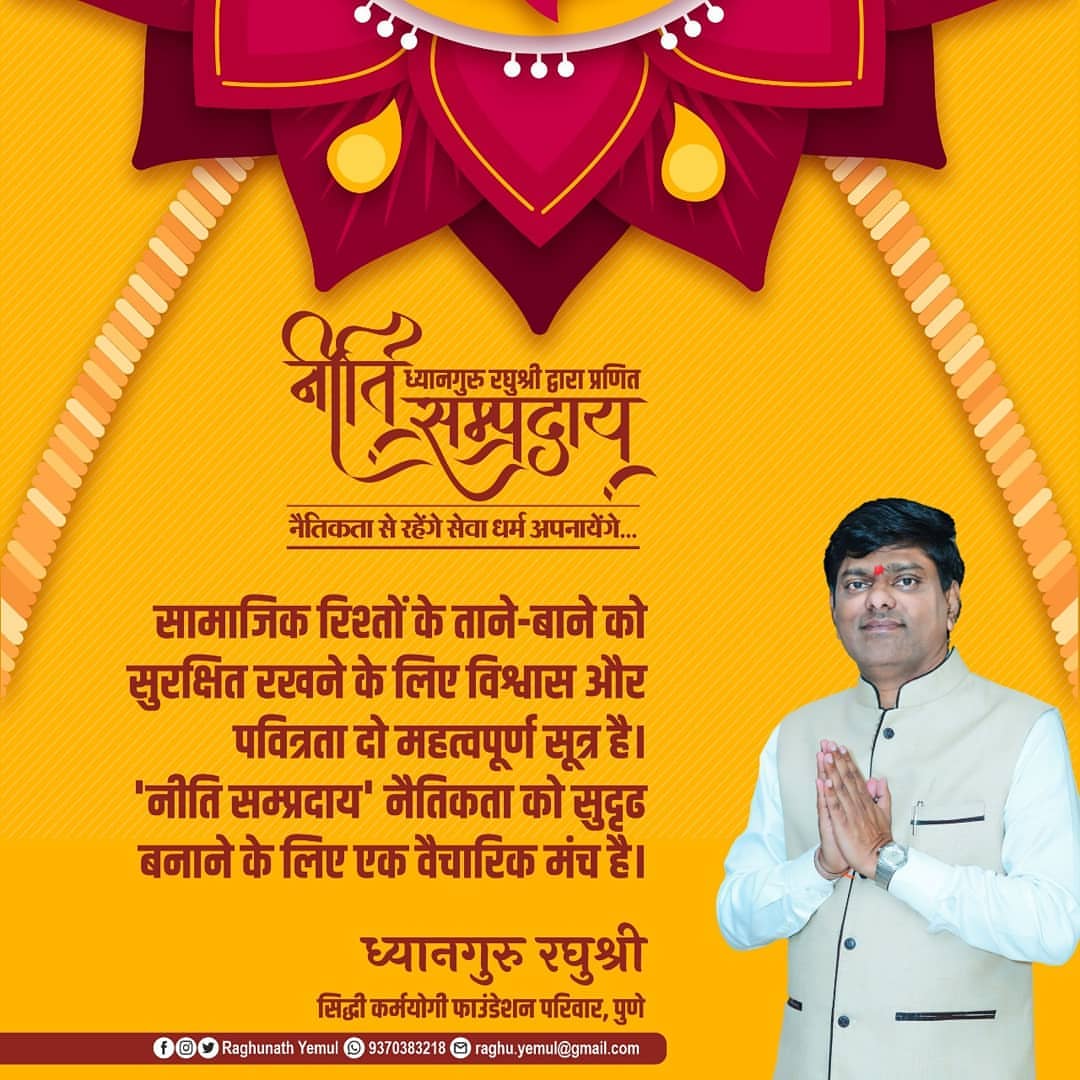 नीति
ध्यानगुरु रघुश्री द्वारा प्रणित
सम्प्रदाय
नैतिकता से रहेंगे सेवा धर्म अपनायेंगे...
सामाजिक रिश्तों के ताने-बाने को
सुरक्षित रखने के लिए विश्वास और
पवित्रता दो महत्वपूर्ण सूत्र है।
'नीति सम्प्रदाय' नैतिकता को सुदृढ
बनाने के लिए एक वैचारिक मंच है।
ध्यानगुरु रघुश्री
सिद्धी कर्मयोगी फाउंडेशन परिवार, पुणे
Raghunath Yemul 9370383218 raghu.yemul@gmail.com